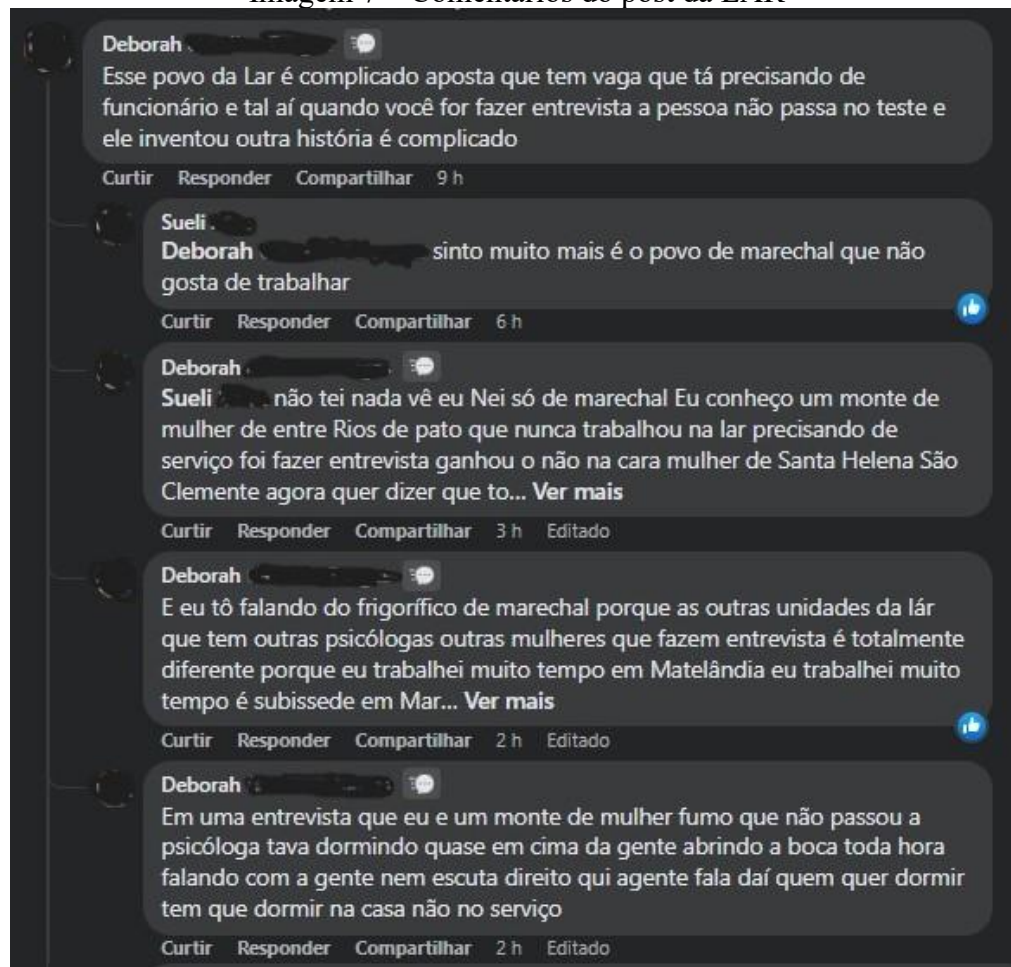 Imagem 7 – Comentários do post da LAR
Deborah
Esse povo da Lar é complicado aposta que tem vaga que tá precisando de
funcionário e tal aí quando você for fazer entrevista a pessoa não passa no teste e
ele inventou outra história é complicado
Curtir Responder Compartilhar 9 h
Sueli
Deborah sinto muito mais é o povo de marechal que não
gosta de trabalhar
Curtir Responder Compartilhar 6 h
Deborah
Sueli não tei nada vê eu Nei só de marechal Eu conheço um monte de
mulher de entre Rios de pato que nunca trabalhou na lar precisando de
serviço foi fazer entrevista ganhou o não na cara mulher de Santa Helena São
Clemente agora quer dizer que to... Ver mais
Curtir Responder Compartilhar 3 h Editado
Deborah
E eu tô falando do frigorífico de marechal porque as outras unidades da lár
que tem outras psicólogas outras mulheres que fazem entrevista é totalmente
diferente porque eu trabalhei muito tempo em Matelândia eu trabalhei muito
tempo é subissede em Mar... Ver mais
Curtir Responder Compartilhar 2 h Editado
Deborah
Em uma entrevista que eu e um monte de mulher fumo que não passou a
psicóloga tava dormindo quase em cima da gente abrindo a boca toda hora
falando com a gente nem escuta direito qui agente fala daí quem quer dormir
tem que dormir na casa não no serviço
Curtir Responder Compartilhar 2 h Editado